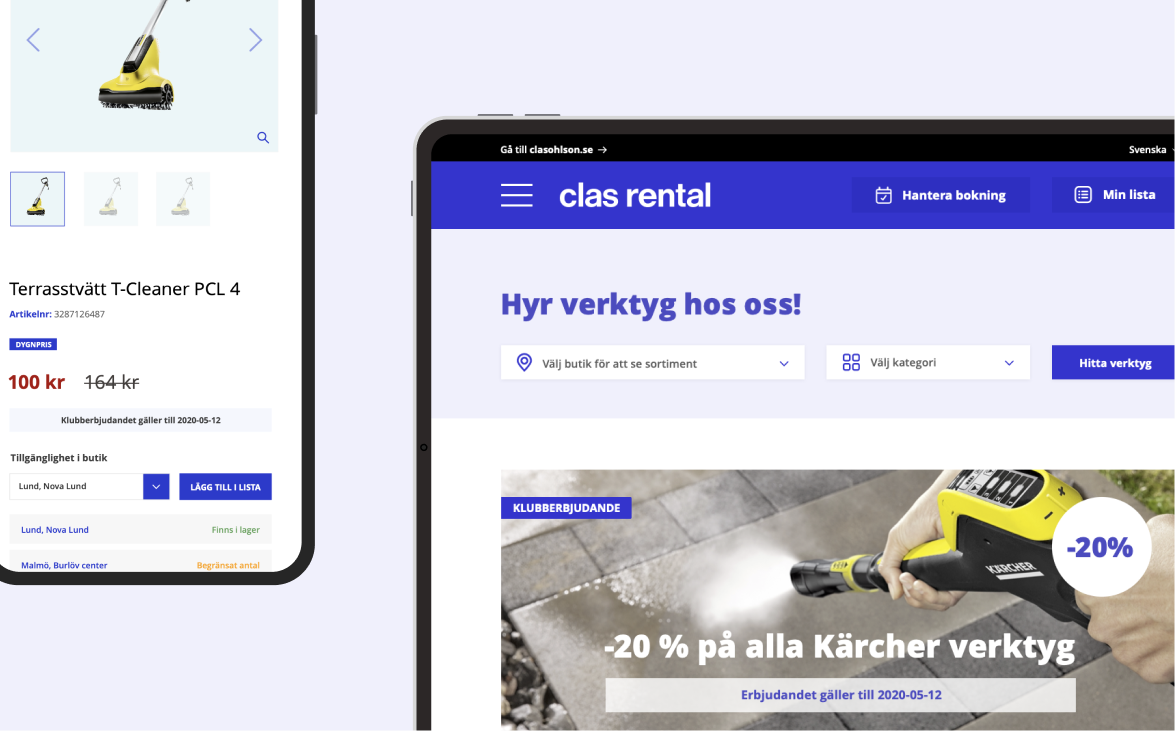 Terrasstvätt T-Cleaner PCL 4
Artikelnr: 3287126487
DYGNPRIS
100 kr 164 kr
Klubberbjudandet gäller till 2020-05-12
Tillgänglighet i butik
Lund, Nova Lund
LÄGG TILL I LISTA
Lund, Nova Lund Finns i lager
Malmö, Burlöv center Begränsat antal
Gå till clasohlson.se →
Svenska
clas rental
Hantera bokning
Min lista
Hyr verktyg hos oss!
Välj butik för att se sortiment
Välj kategori
Hitta verktyg
KLUBBERBJUDANDE
-20%
KÄRCHER
-20 % på alla Kärcher verktyg
Erbjudandet gäller till 2020-05-12